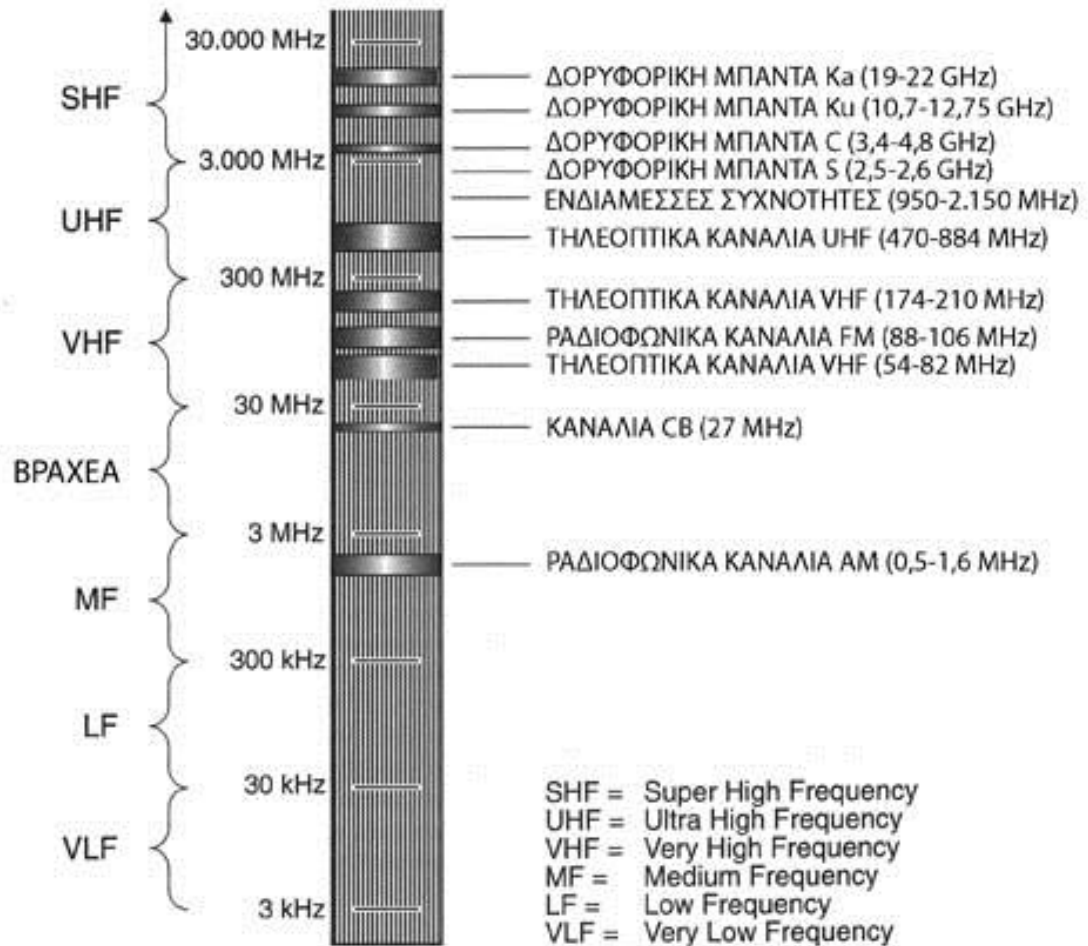 30.000 MHz
ΔΟΡΥΦΟΡΙΚΗ ΜΠΑΝΤΑ Ka (19-22 GHz)
SHF
ΔΟΡΥΦΟΡΙΚΗ ΜΠΑΝΤΑ Ku (10,7-12,75 GHz)
ΔΟΡΥΦΟΡΙΚΗ ΜΠΑΝΤΑ C (3,4-4,8 GHz)
3.000 MHz
ΔΟΡΥΦΟΡΙΚΗ ΜΠΑΝΤΑ S (2,5-2,6 GHz)
ΕΝΔΙΑΜΕΣΣΕΣ ΣΥΧΝΟΤΗΤΕΣ (950-2.150 MHz)
UHF
ΤΗΛΕΟΠΤΙΚΑ ΚΑΝΑΛΙΑ UHF (470-884 MHz)
300 MHz
ΤΗΛΕΟΠΤΙΚΑ ΚΑΝΑΛΙΑ VHF (174-210 MHz)
VHF
ΡΑΔΙΟΦΩΝΙΚΑ ΚΑΝΑΛΙΑ FM (88-106 MHz)
ΤΗΛΕΟΠΤΙΚΑ ΚΑΝΑΛΙΑ VHF (54-82 MHz)
30 MHz
ΚΑΝΑΛΙΑ CB (27 MHz)
ΒΡΑΧΕΑ
3 MHz
ΡΑΔΙΟΦΩΝΙΚΑ ΚΑΝΑΛΙΑ AM (0,5-1,6 MHz)
MF
300 kHz
LF
30 kHz
VLF
3 kHz
SHF = Super High Frequency
UHF = Ultra High Frequency
VHF = Very High Frequency
MF = Medium Frequency
LF = Low Frequency
VLF = Very Low Frequency